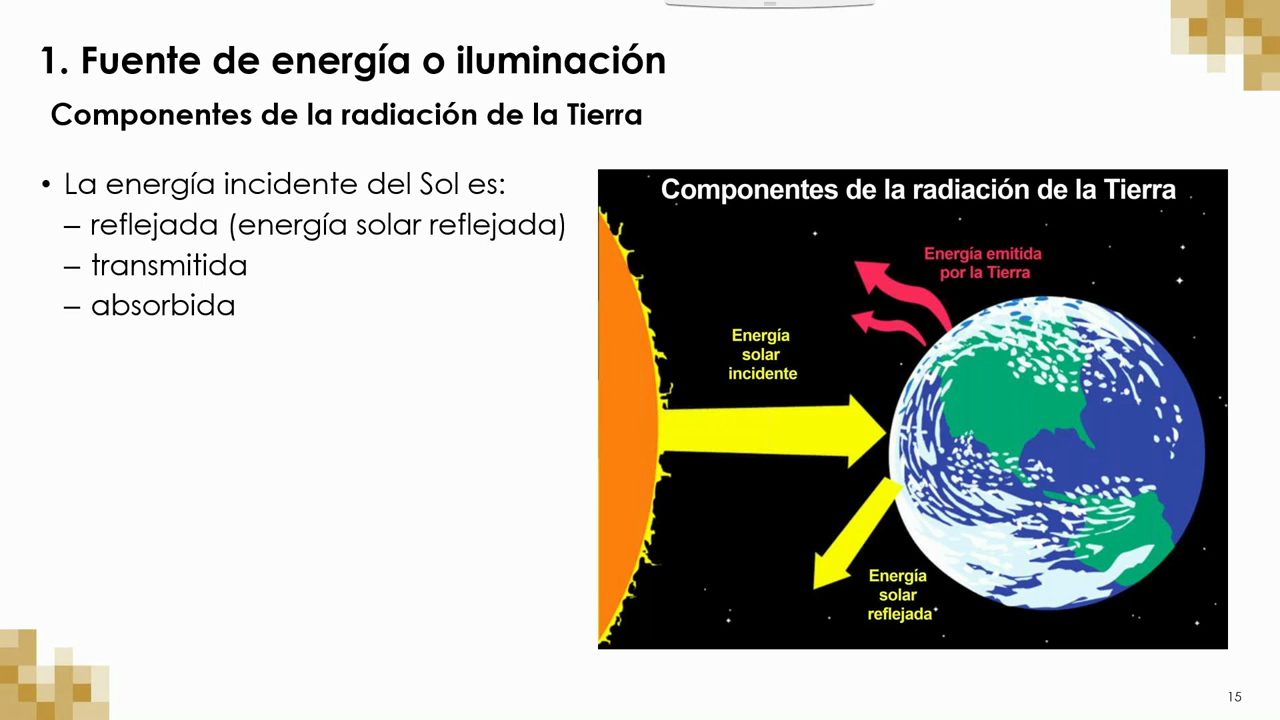 1. Fuente de energía o iluminación
Componentes de la radiación de la Tierra
• La energía incidente del Sol es:
– reflejada (energía solar reflejada)
– transmitida
– absorbida
Componentes de la radiación de la Tierra
Energía emitida
por la Tierra
Energía
solar
incidente
Energía
solar
reflejada
15